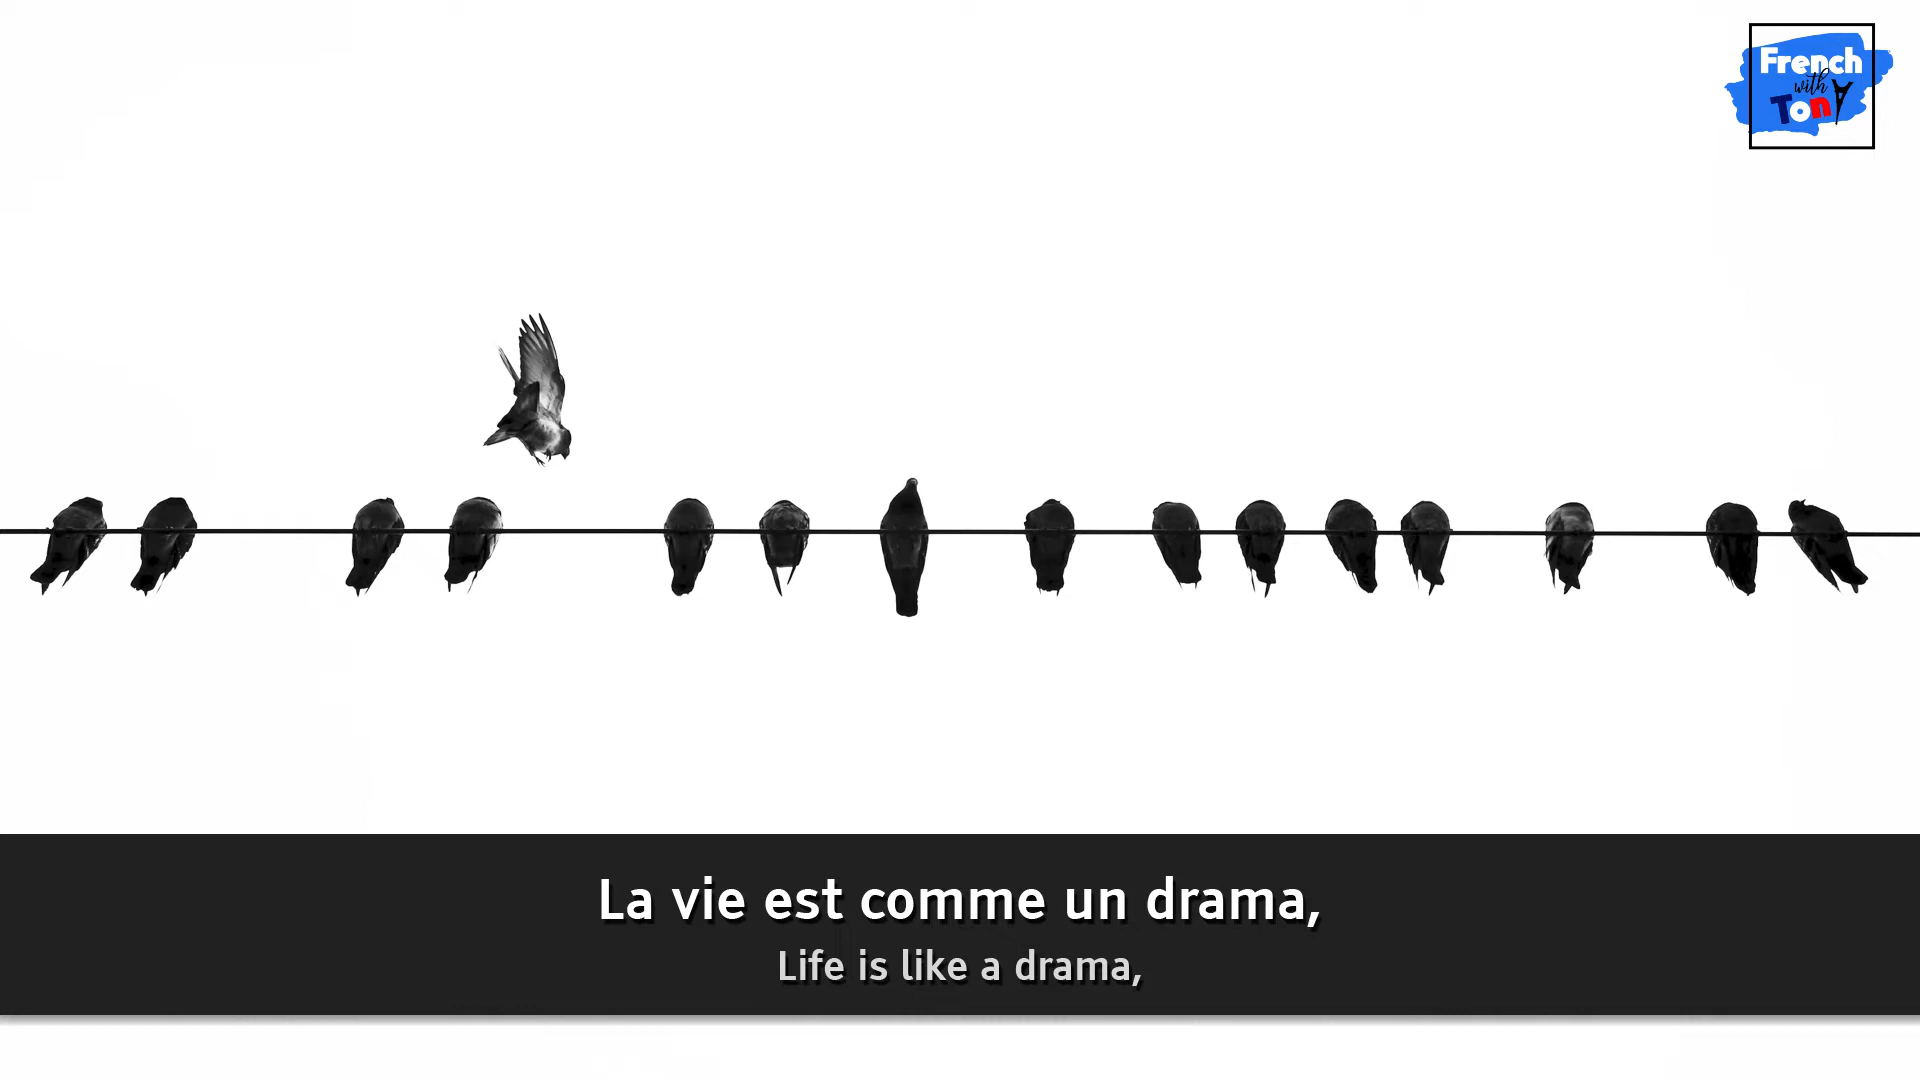 French
with
Tony
La vie est comme un drama,
Life is like a drama,